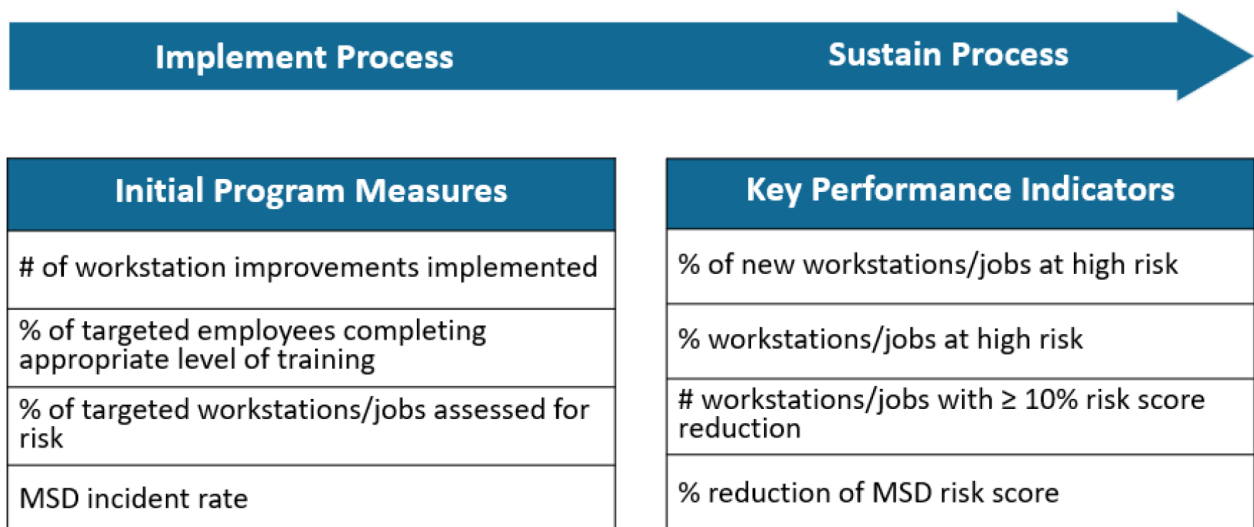 Implement Process
Sustain Process
Initial Program Measures
# of workstation improvements implemented
% of targeted employees completing
appropriate level of training
% of targeted workstations/jobs assessed for
risk
MSD incident rate
Key Performance Indicators
% of new workstations/jobs at high risk
% workstations/jobs at high risk
# workstations/jobs with ≥ 10% risk score
reduction
% reduction of MSD risk score